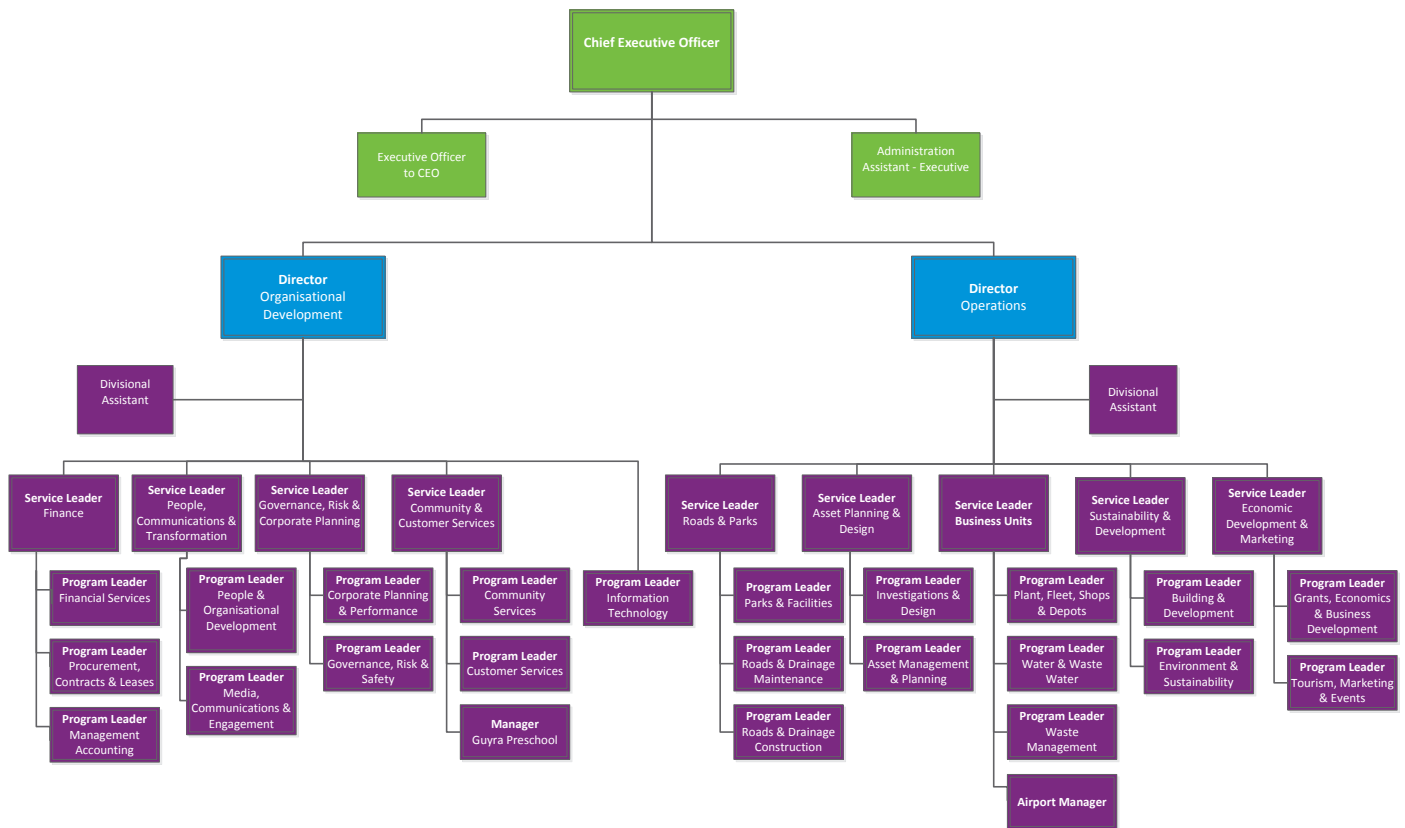 Chief Executive Officer
Executive Officer
to CEO
Administration
Assistant - Executive
Director
Organisational
Development
Director
Operations
Divisional
Assistant
Divisional
Assistant
Service Leader
Finance
Service Leader
People,
Communications &
Transformation
Service Leader
Governance, Risk &
Corporate Planning
Service Leader
Community &
Customer Services
Service Leader
Roads & Parks
Service Leader
Asset Planning &
Design
Service Leader
Business Units
Service Leader
Sustainability &
Development
Service Leader
Economic
Development &
Marketing
Program Leader
Financial Services
Program Leader
Procurement,
Contracts & Leases
Program Leader
Management
Accounting
Program Leader
People &
Organisational
Development
Program Leader
Media,
Communications &
Engagement
Program Leader
Corporate Planning
& Performance
Program Leader
Governance, Risk &
Safety
Program Leader
Community
Services
Program Leader
Customer Services
Manager
Guyra Preschool
Program Leader
Information
Technology
Program Leader
Parks & Facilities
Program Leader
Roads & Drainage
Maintenance
Program Leader
Roads & Drainage
Construction
Program Leader
Investigations &
Design
Program Leader
Asset Management
& Planning
Program Leader
Plant, Fleet, Shops
& Depots
Program Leader
Water & Waste
Water
Program Leader
Waste
Management
Airport Manager
Program Leader
Building &
Development
Program Leader
Environment &
Sustainability
Program Leader
Grants, Economics
& Business
Development
Program Leader
Tourism, Marketing
& Events